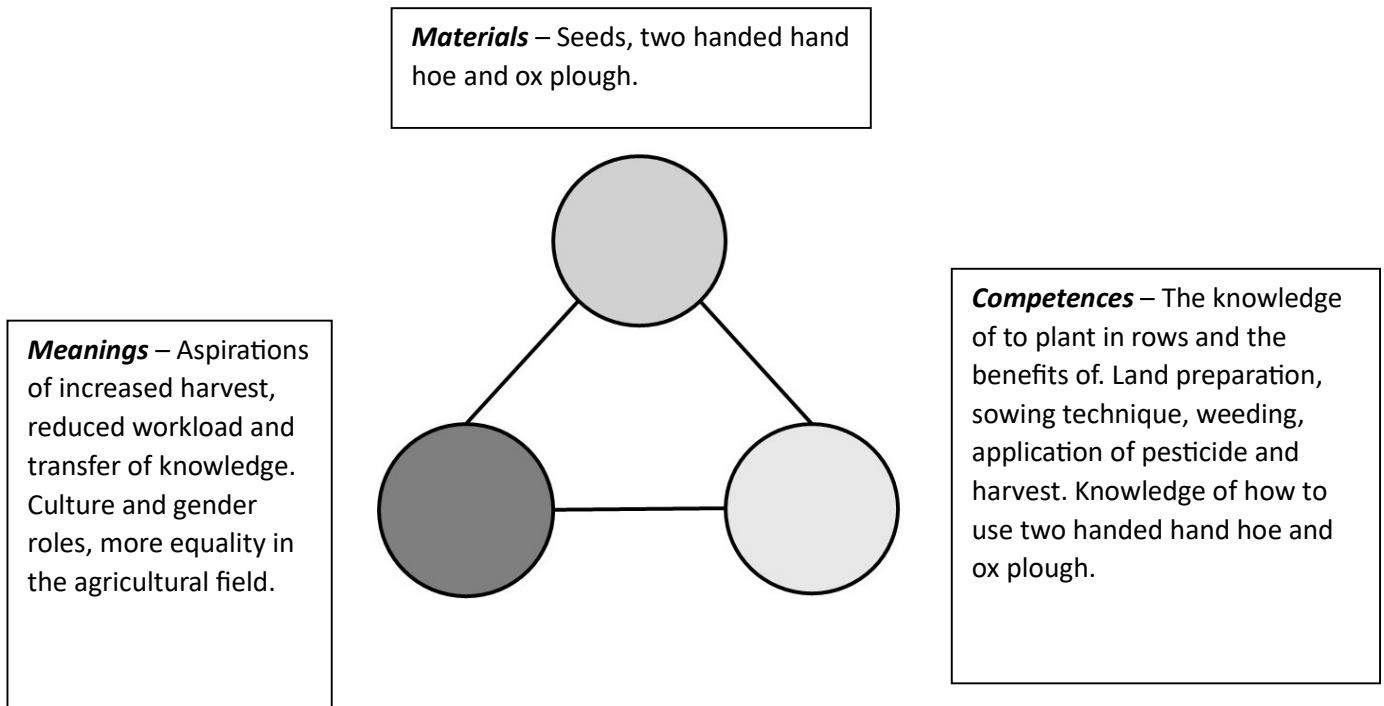 Materials – Seeds, two handed hand
hoe and ox plough.
Meanings – Aspirations
of increased harvest,
reduced workload and
transfer of knowledge.
Culture and gender
roles, more equality in
the agricultural field.
Competences – The knowledge
of to plant in rows and the
benefits of. Land preparation,
sowing technique, weeding,
application of pesticide and
harvest. Knowledge of how to
use two handed hand hoe and
ox plough.